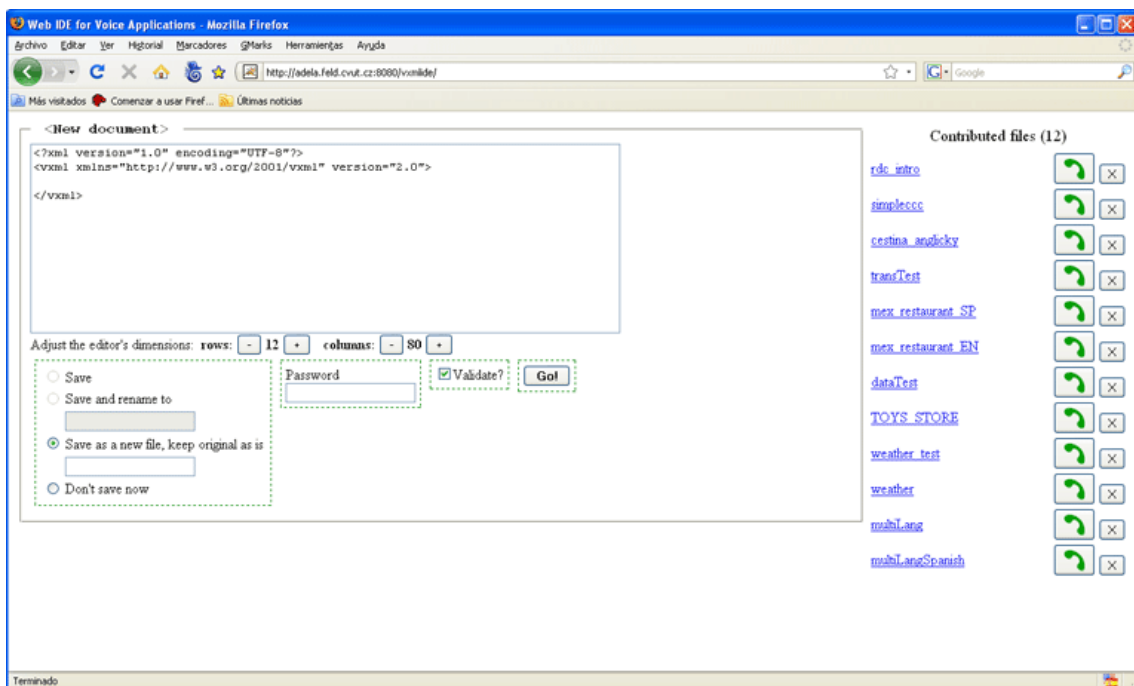 Web IDE for Voice Applications - Mozilla Firefox
Archivo Editar Ver Historial Marcadores GMarks Herramientas Ayuda
http://adela.feld.cvut.cz:8080/vxmlide/
Google
Más visitados Comenzar a usar Firef... Últimas noticias
<New document>
<?xml version="1.0" encoding="UTF-8"?>
<vxml xmlns="http://www.w3.org/2001/vxml" version="2.0">
</vxml>
Adjust the editor's dimensions: rows: - 12 + columns: - 80 +
Save
Save and rename to
Save as a new file, keep original as is
Don't save now
Password
Validate?
Go!
Contributed files (12)
rdc_intro X
simpleccc X
cestina_anglicky X
transTest X
mex_restaurant_SP X
mex_restaurant_EN X
dataTest X
TOYS_STORE X
weather_test X
weather X
multiLang X
multiLangSpanish X
Terminado